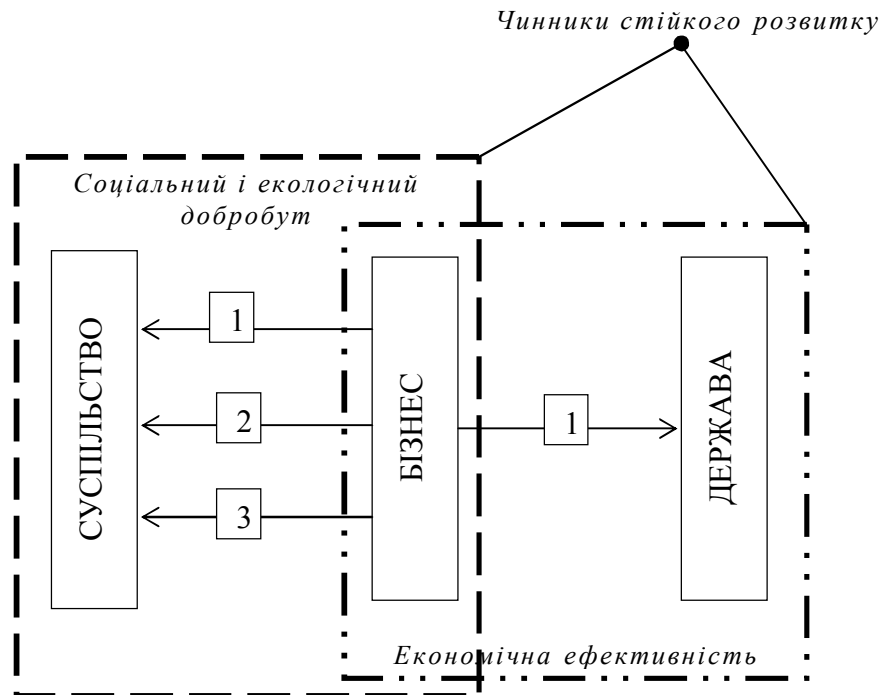 Чинники стійкого розвитку
Соціальний і екологічний
добробут
СУСПІЛЬСТВО
1
2
3
БІЗНЕС
1
ДЕРЖАВА
Економічна ефективність